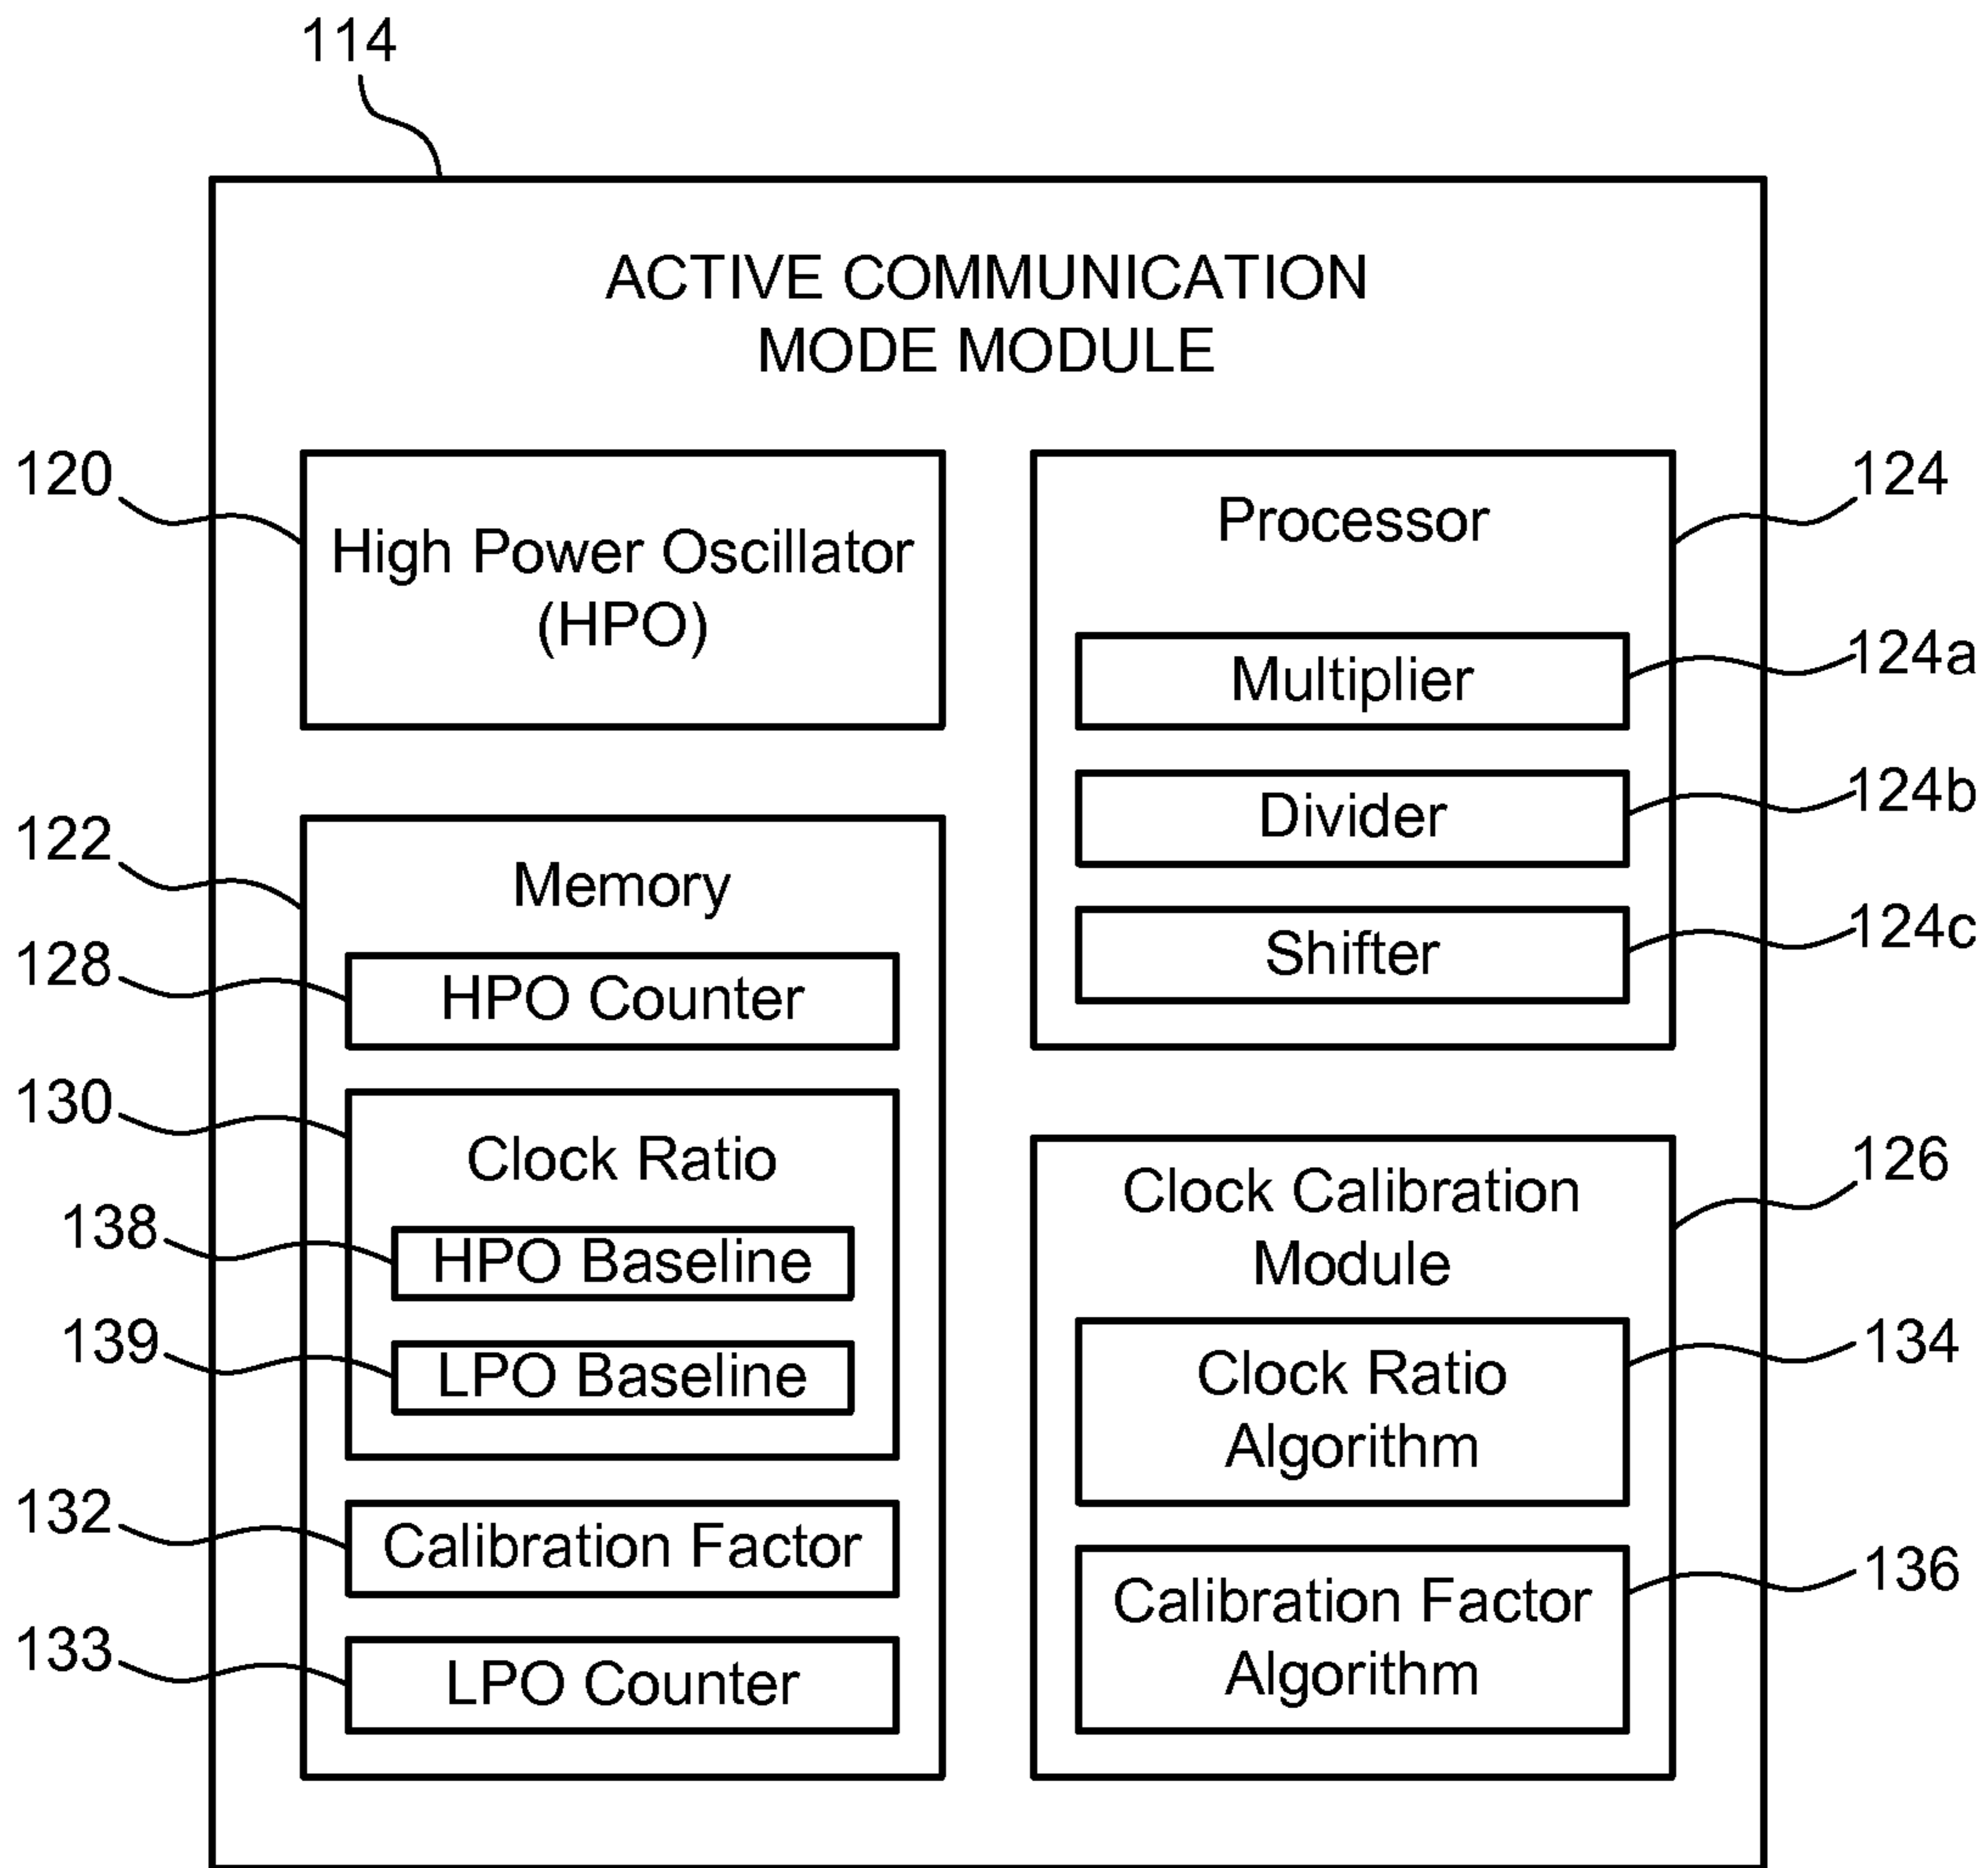 114
ACTIVE COMMUNICATION
MODE MODULE
120
High Power Oscillator
(HPO)
122
Memory
128
HPO Counter
130
Clock Ratio
138
HPO Baseline
139
LPO Baseline
132
Calibration Factor
133
LPO Counter
124
Processor
124a
Multiplier
124b
Divider
124c
Shifter
126
Clock Calibration
Module
134
Clock Ratio
Algorithm
136
Calibration Factor
Algorithm